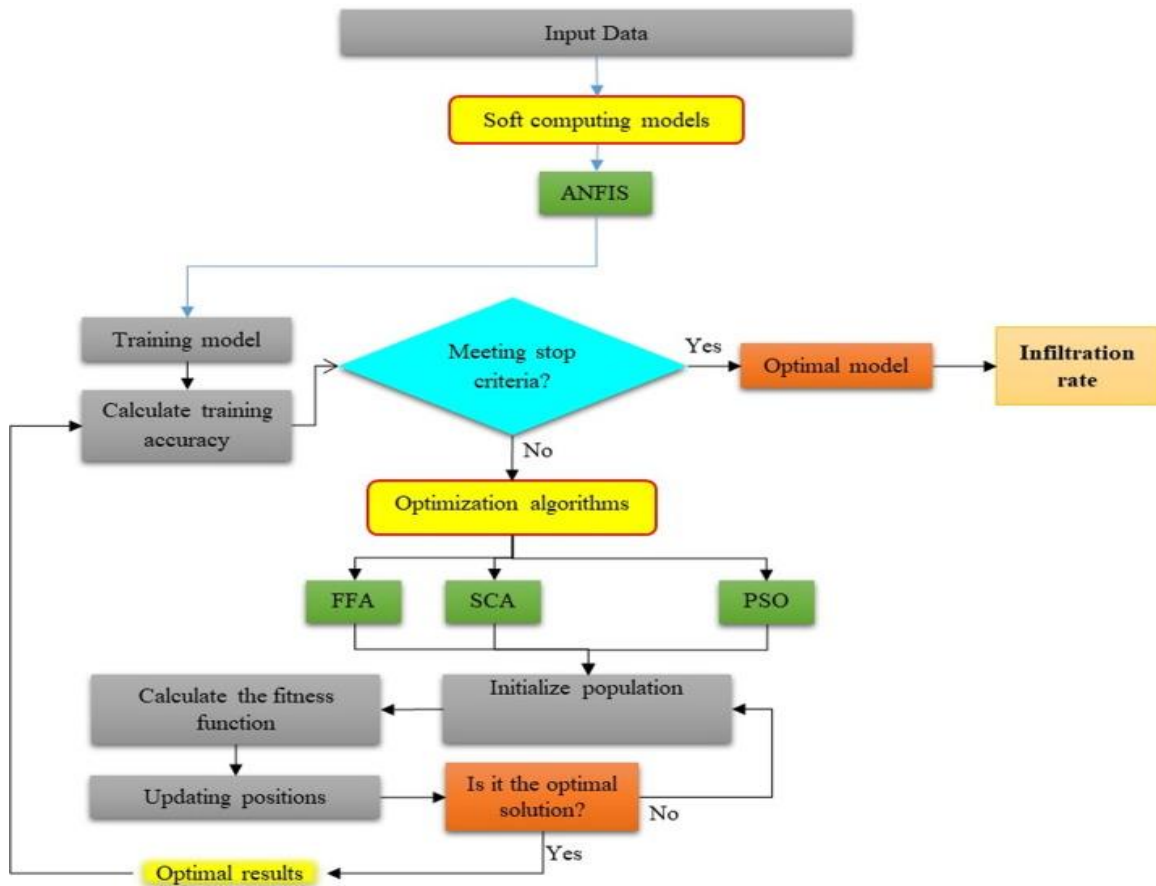 Input Data
Soft computing models
ANFIS
Training model
Calculate training
accuracy
Meeting stop
criteria?
Yes
Optimal model
Infiltration
rate
No
Optimization algorithms
FFA
SCA
PSO
Initialize population
Calculate the fitness
function
Updating positions
Is it the optimal
solution?
No
Yes
Optimal results